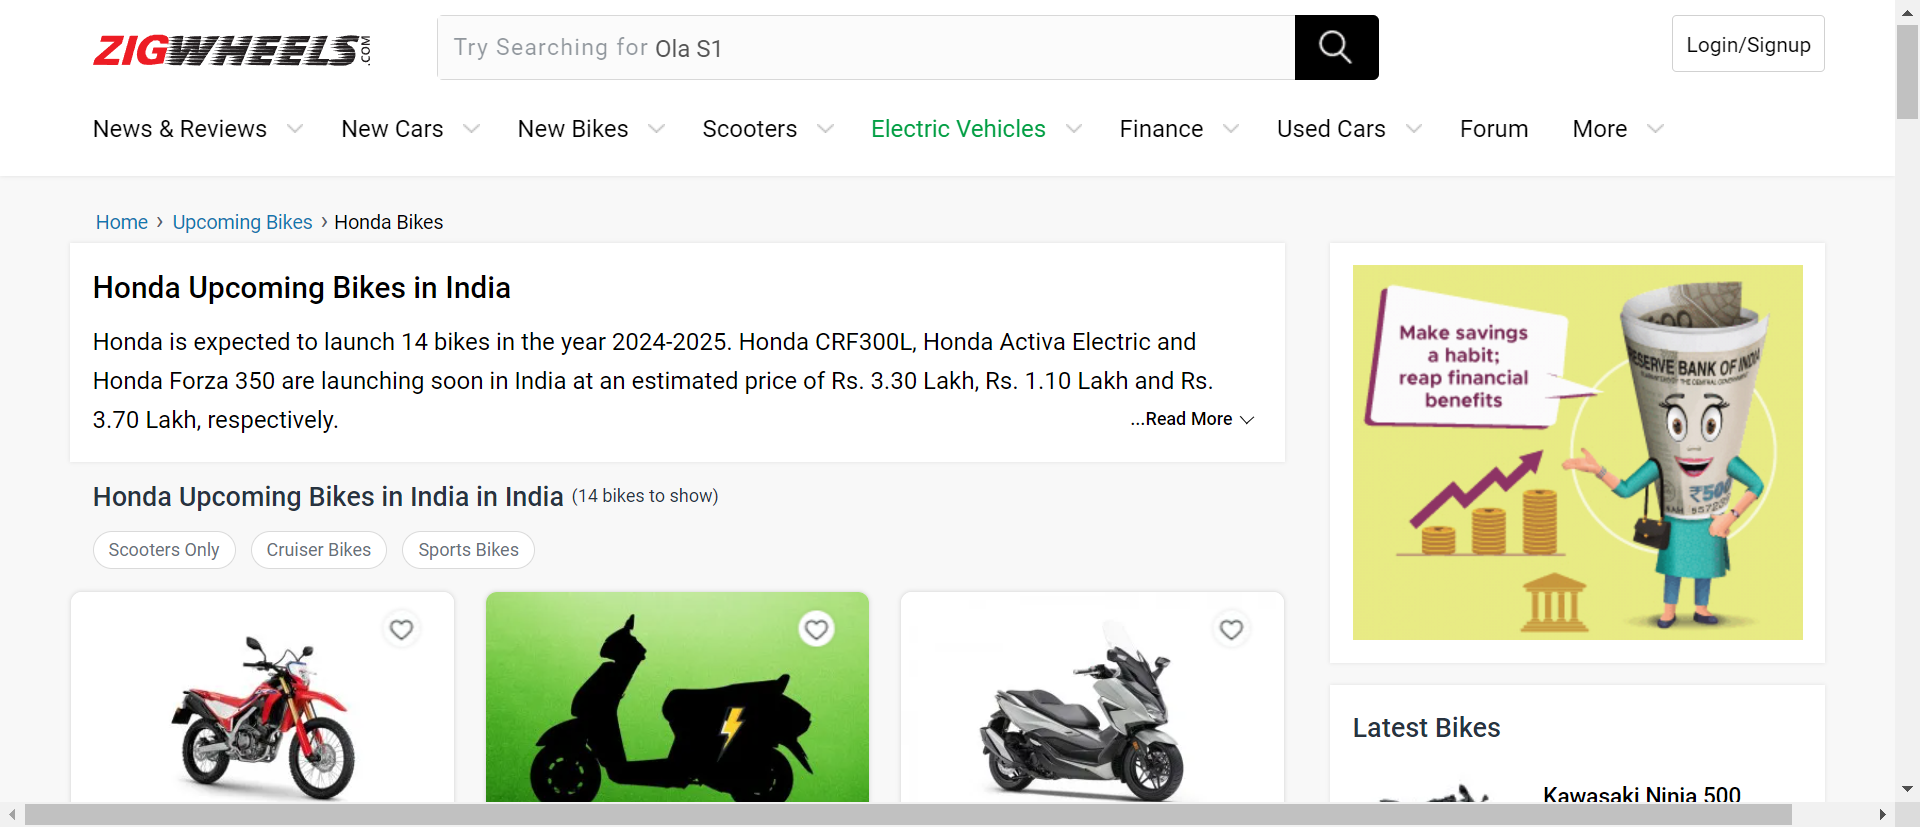 ZIGWHEELS.COM
Try Searching for Ola S1
Login/Signup
News & Reviews
New Cars
New Bikes
Scooters
Electric Vehicles
Finance
Used Cars
Forum
More
Home › Upcoming Bikes › Honda Bikes
Honda Upcoming Bikes in India
Honda is expected to launch 14 bikes in the year 2024-2025. Honda CRF300L, Honda Activa Electric and
Honda Forza 350 are launching soon in India at an estimated price of Rs. 3.30 Lakh, Rs. 1.10 Lakh and Rs.
3.70 Lakh, respectively.
...Read More
Honda Upcoming Bikes in India in India (14 bikes to show)
Scooters Only
Cruiser Bikes
Sports Bikes
Make savings
a habit;
reap financial
benefits
RESERVE BANK OF INDIA
₹500
Latest Bikes
Kawasaki Ninja 500